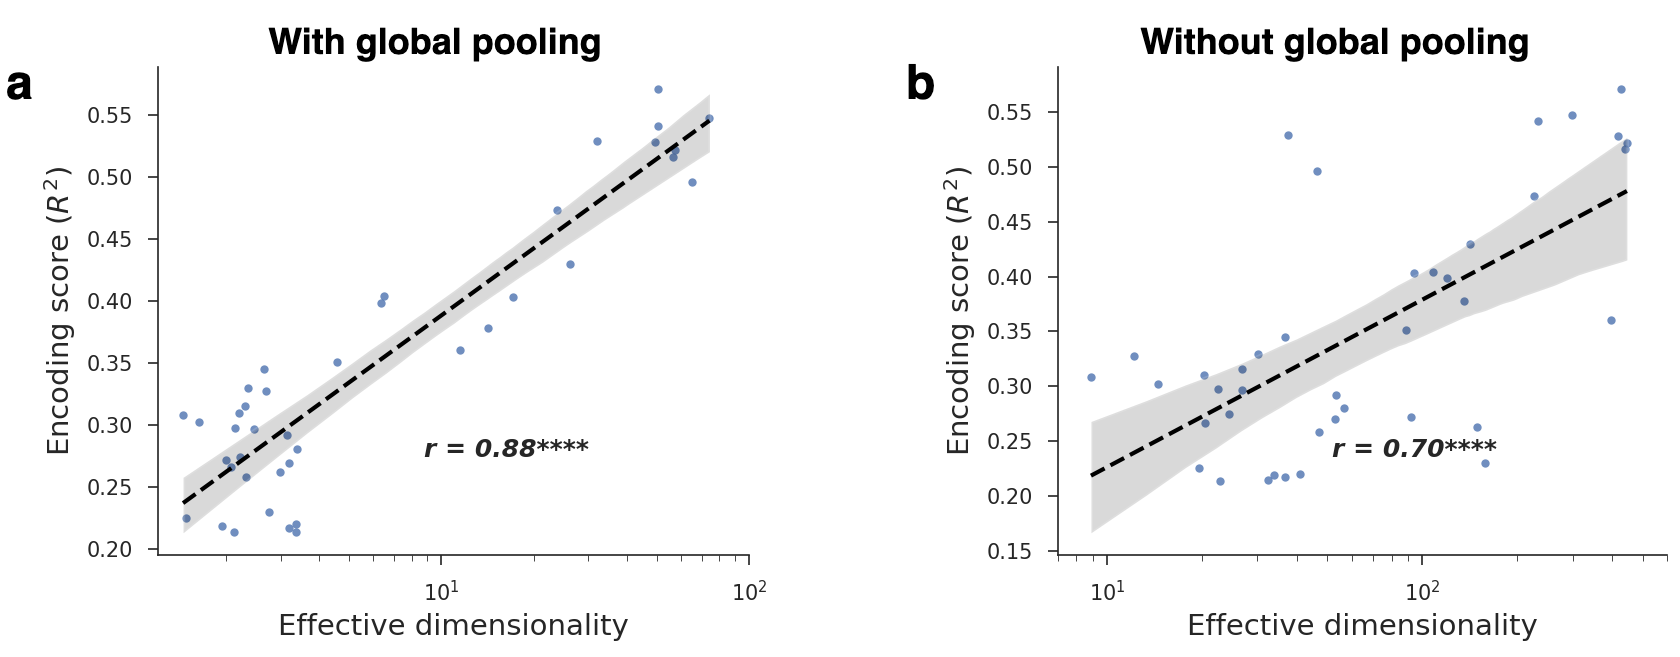 With global pooling
a
0.55
0.50
0.45
0.40
0.35
0.30
0.25
0.20
Encoding score (R²)
r = 0.88****
10¹
10²
Effective dimensionality
Without global pooling
b
0.55
0.50
0.45
0.40
0.35
0.30
0.25
0.20
0.15
Encoding score (R²)
r = 0.70****
10¹
10²
Effective dimensionality